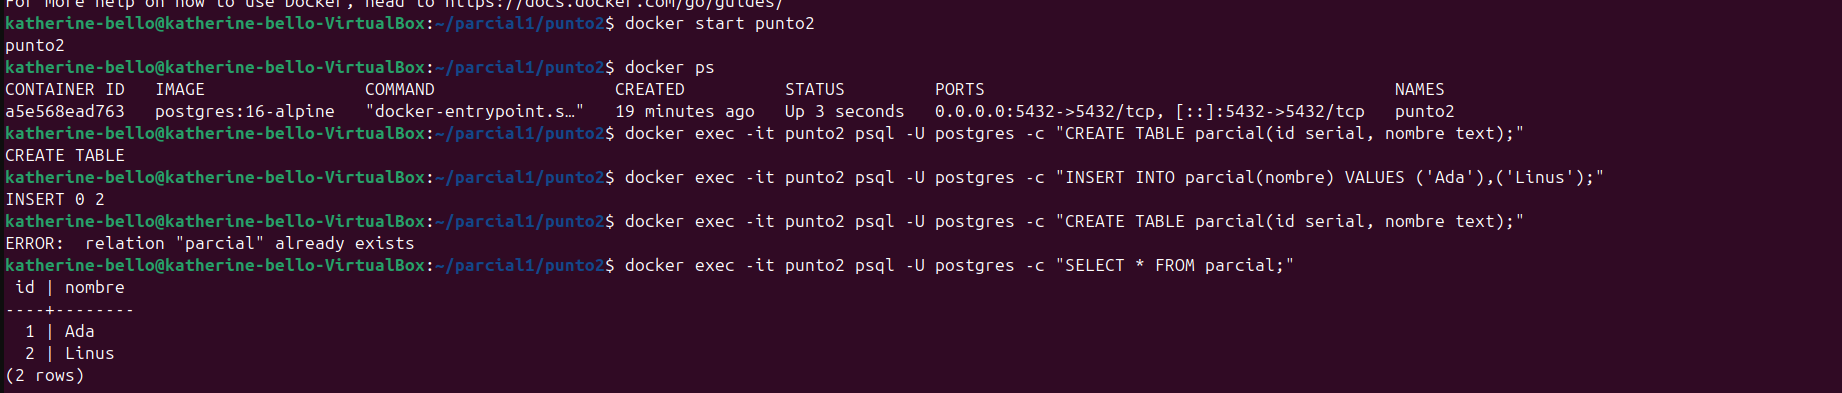 For more help on how to use Docker, head to https://docs.docker.com/go/guides/
katherine-bello@katherine-bello-VirtualBox:~/parcial1/punto2$ docker start punto2
punto2
katherine-bello@katherine-bello-VirtualBox:~/parcial1/punto2$ docker ps
CONTAINER ID   IMAGE                COMMAND                  CREATED          STATUS         PORTS                                         NAMES
a5e568ead763   postgres:16-alpine   "docker-entrypoint.s…"   19 minutes ago   Up 3 seconds   0.0.0.0:5432->5432/tcp, [::]:5432->5432/tcp   punto2
katherine-bello@katherine-bello-VirtualBox:~/parcial1/punto2$ docker exec -it punto2 psql -U postgres -c "CREATE TABLE parcial(id serial, nombre text);"
CREATE TABLE
katherine-bello@katherine-bello-VirtualBox:~/parcial1/punto2$ docker exec -it punto2 psql -U postgres -c "INSERT INTO parcial(nombre) VALUES ('Ada'),('Linus');"
INSERT 0 2
katherine-bello@katherine-bello-VirtualBox:~/parcial1/punto2$ docker exec -it punto2 psql -U postgres -c "CREATE TABLE parcial(id serial, nombre text);"
ERROR:  relation "parcial" already exists
katherine-bello@katherine-bello-VirtualBox:~/parcial1/punto2$ docker exec -it punto2 psql -U postgres -c "SELECT * FROM parcial;"
 id | nombre
----+--------
  1 | Ada
  2 | Linus
(2 rows)